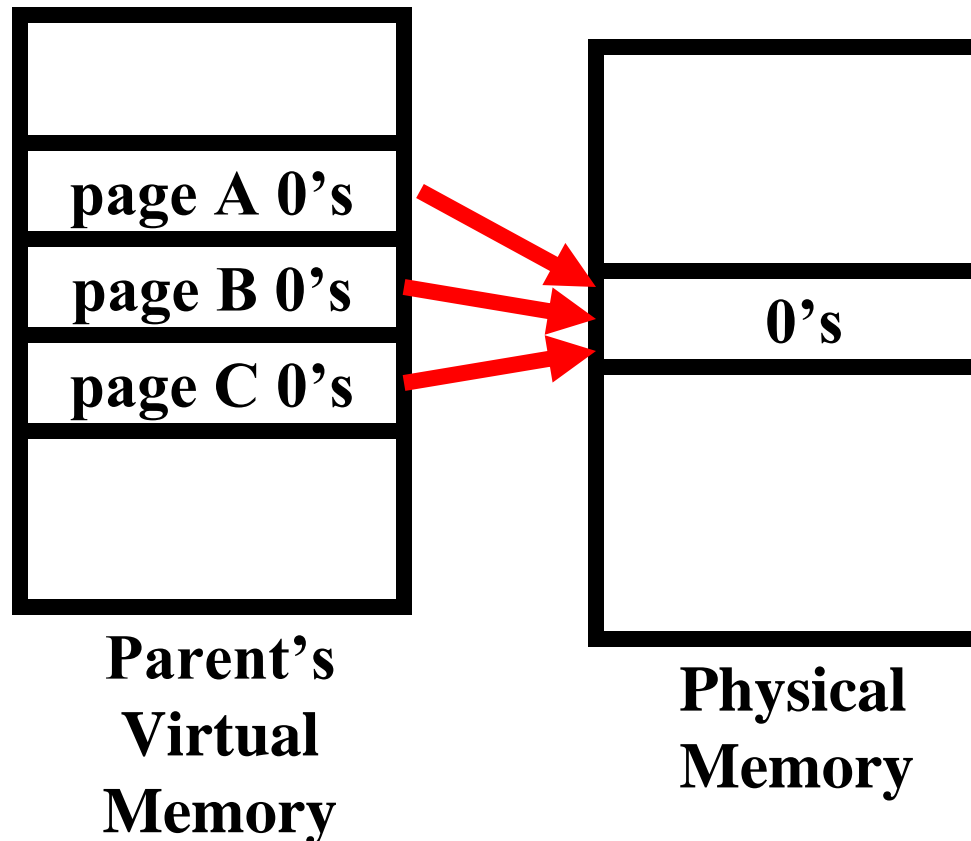 page A 0’s
page B 0’s
page C 0’s
0’s
Parent’s
Virtual
Memory
Physical
Memory